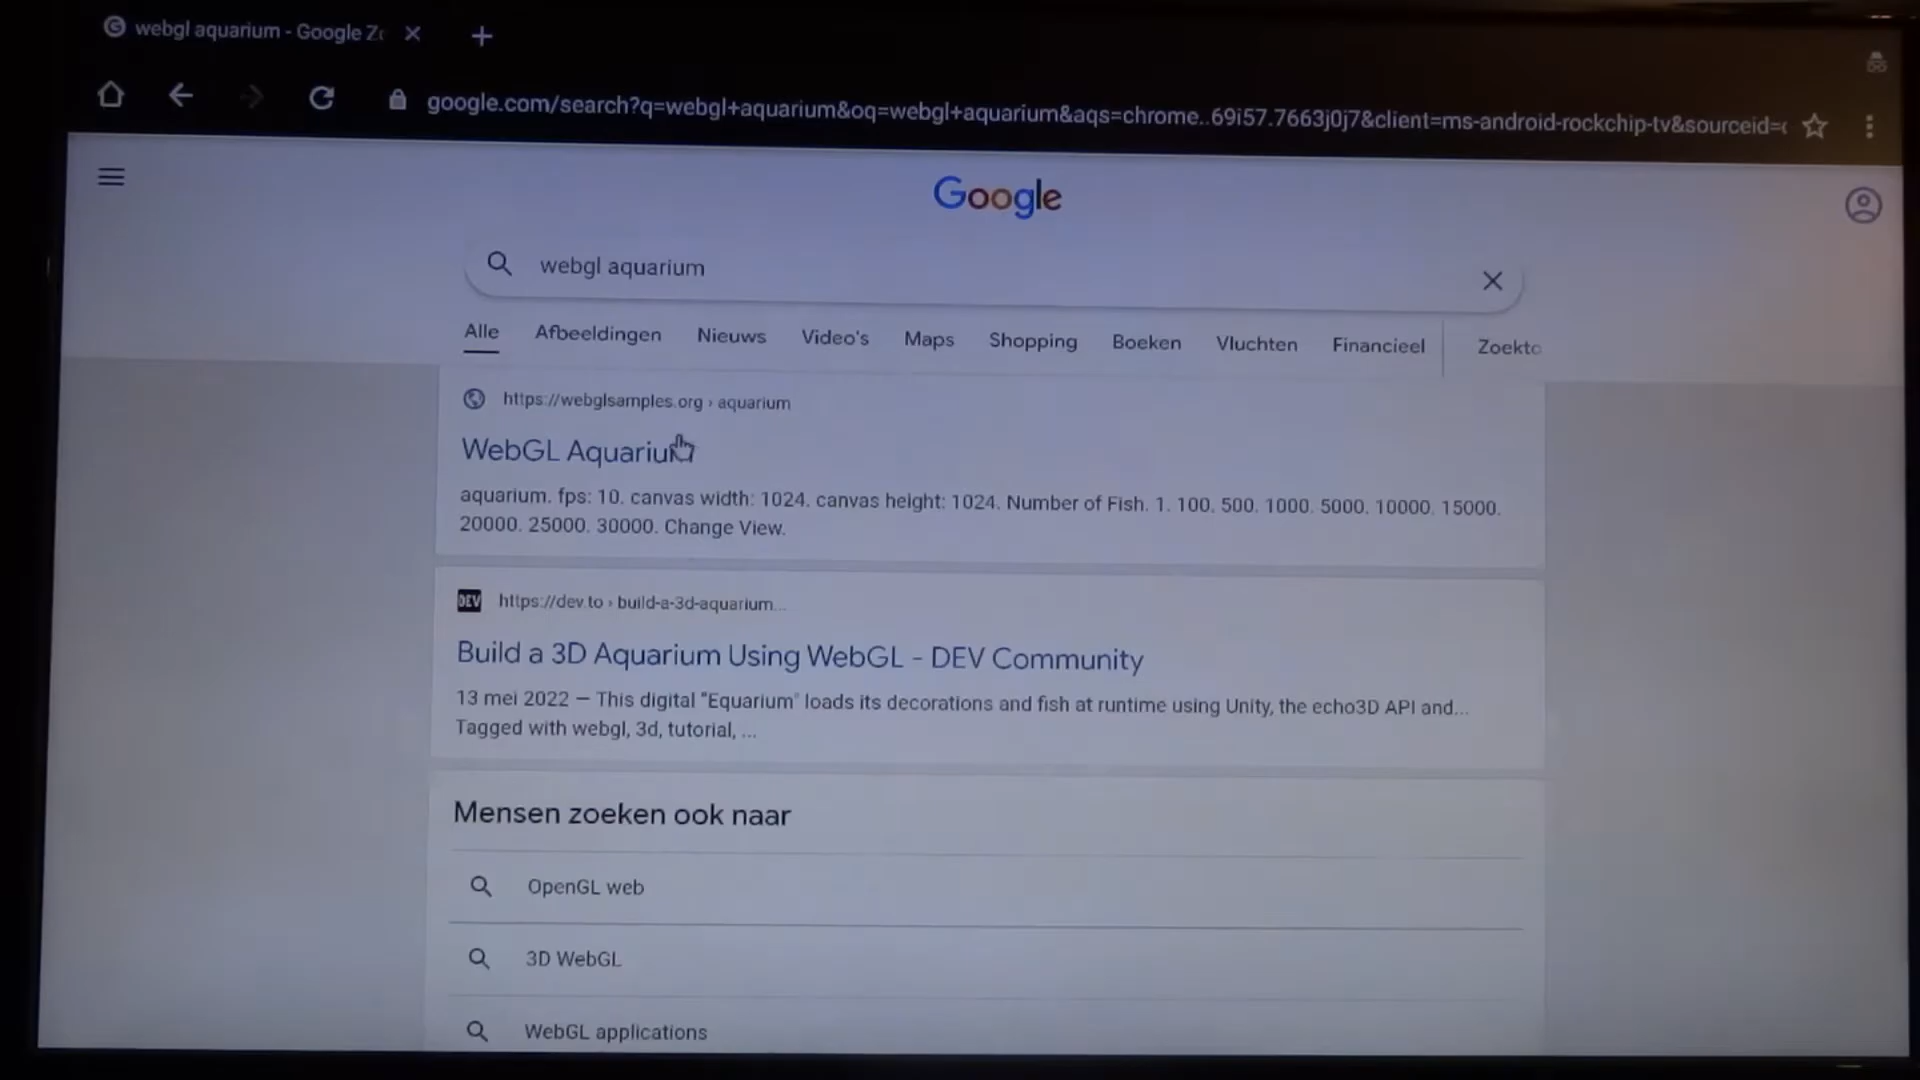 webgl aquarium - Google Zo
google.com/search?q=webgl+aquarium&oq=webgl+aquarium&aqs=chrome..69i57.7663j0j7&client=ms-android-rockchip-tv&sourceid=c
Google
webgl aquarium
Alle Afbeeldingen Nieuws Video's Maps Shopping Boeken Vluchten Financieel Zoekto
https://webglsamples.org › aquarium
WebGL Aquarium
aquarium. fps: 10. canvas width: 1024. canvas height: 1024. Number of Fish. 1. 100. 500. 1000. 5000. 10000. 15000.
20000. 25000. 30000. Change View.
DEV https://dev.to › build-a-3d-aquarium...
Build a 3D Aquarium Using WebGL - DEV Community
13 mei 2022 — This digital "Equarium" loads its decorations and fish at runtime using Unity, the echo3D API and...
Tagged with webgl, 3d, tutorial, ...
Mensen zoeken ook naar
OpenGL web
3D WebGL
WebGL applications